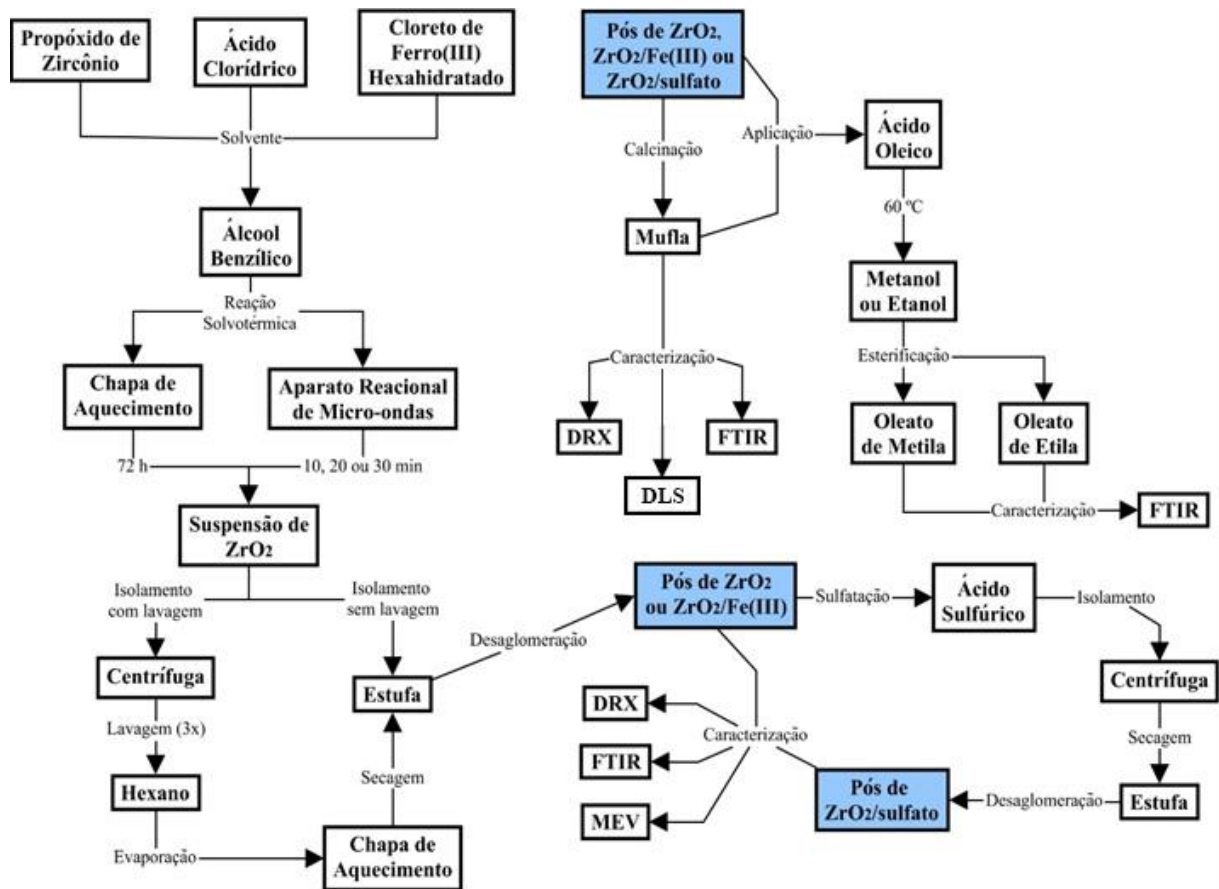 Propóxido de
Zircônio
Ácido
Clorídrico
Cloreto de
Ferro(III)
Hexahidratado
Solvente
Álcool
Benzílico
Reação
Solvotérmica
Chapa de
Aquecimento
Aparato Reacional
de Micro-ondas
72 h
10, 20 ou 30 min
Suspensão de
ZrO2
Isolamento
com lavagem
Isolamento
sem lavagem
Centrífuga
Lavagem (3x)
Hexano
Evaporação
Chapa de
Aquecimento
Secagem
Estufa
Desaglomeração
Pós de ZrO2,
ZrO2/Fe(III) ou
ZrO2/sulfato
Calcinação
Aplicação
Mufla
Caracterização
DRX
FTIR
DLS
Ácido
Oleico
60 ºC
Metanol
ou Etanol
Esterificação
Oleato
de Metila
Oleato
de Etila
Caracterização
FTIR
Pós de ZrO2
ou ZrO2/Fe(III)
Sulfatação
Ácido
Sulfúrico
Isolamento
Centrífuga
Secagem
Estufa
Desaglomeração
Pós de
ZrO2/sulfato
Caracterização
DRX
FTIR
MEV